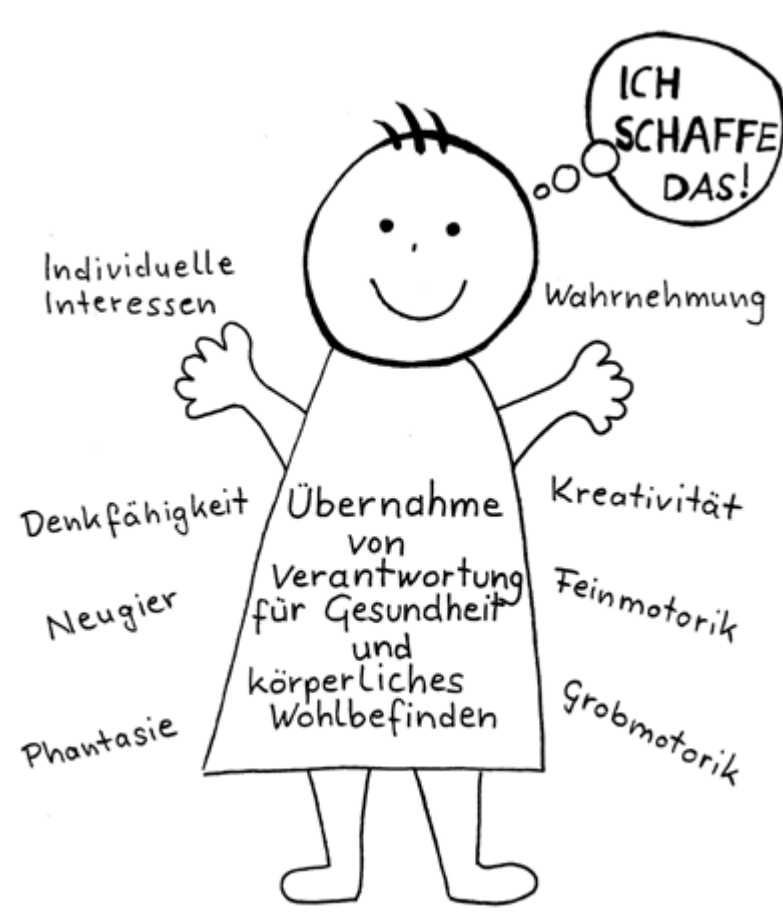 ICH
SCHAFFE
DAS!
Individuelle
Interessen
Wahrnehmung
Denkfähigkeit
Neugier
Phantasie
Übernahme
von
Verantwortung
für Gesundheit
und
körperliches
Wohlbefinden
Kreativität
Feinmotorik
Grobmotorik